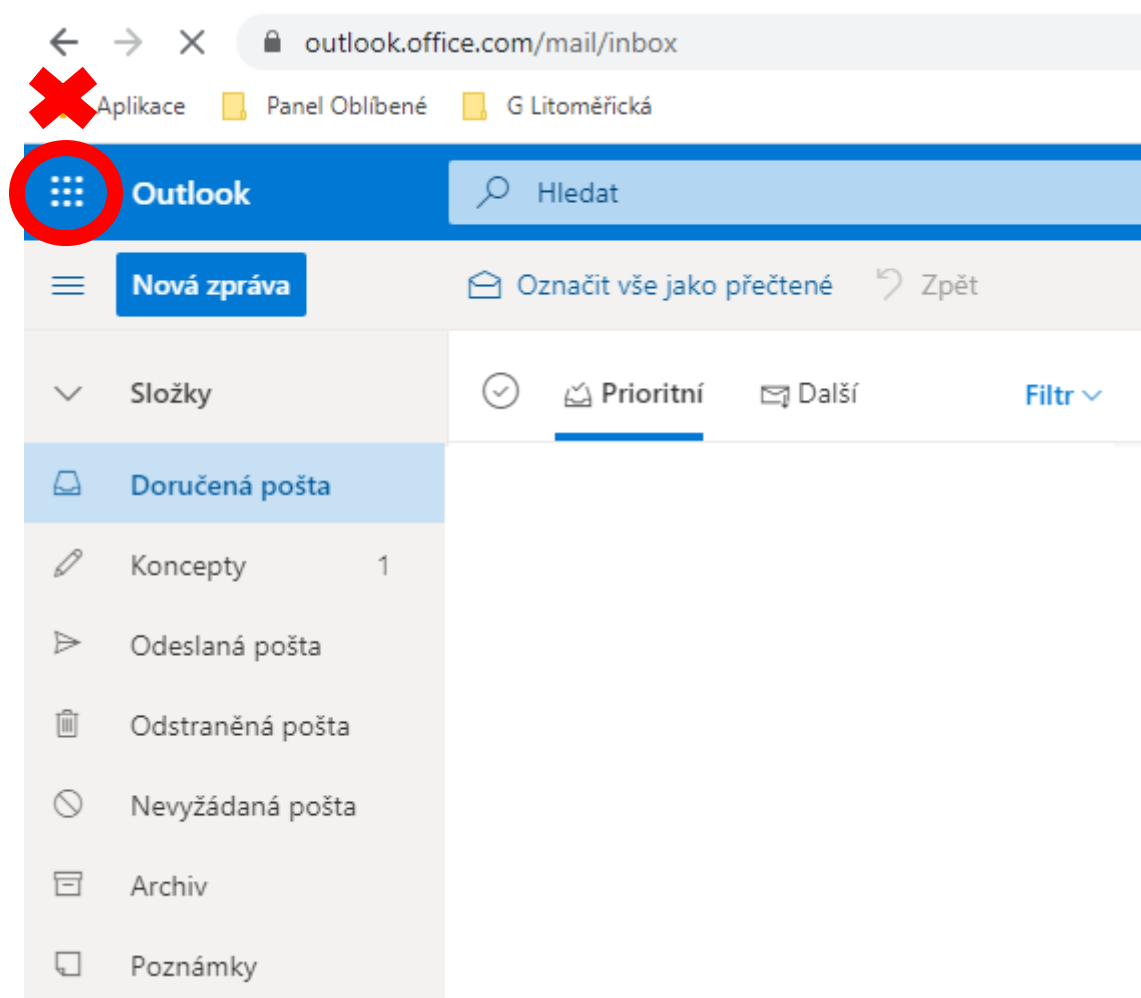 outlook.office.com/mail/inbox
Aplikace Panel Oblíbené G Litoměřická
Outlook Hledat
Nová zpráva Označit vše jako přečtené Zpět
Složky Prioritní Další Filtr
Doručená pošta
Koncepty 1
Odeslaná pošta
Odstraněná pošta
Nevyžádaná pošta
Archiv
Poznámky